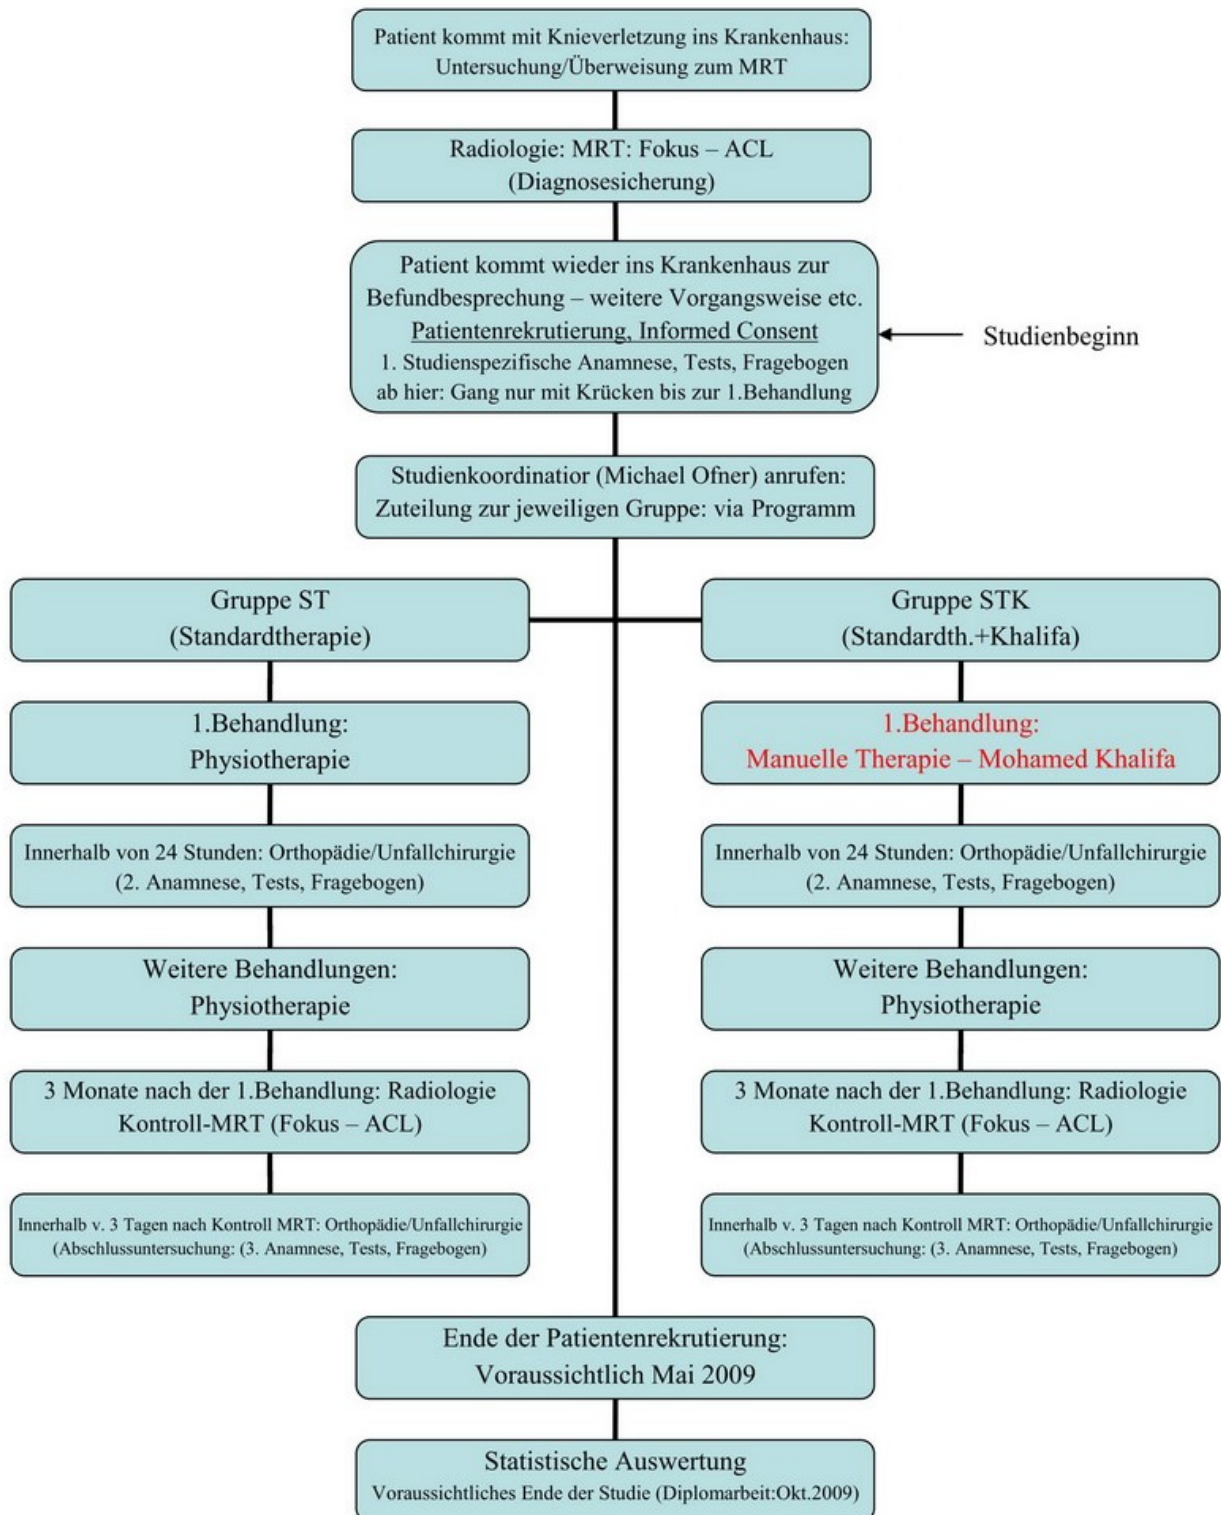 Patient kommt mit Knieverletzung ins Krankenhaus:
Untersuchung/Überweisung zum MRT
Radiologie: MRT: Fokus – ACL
(Diagnosesicherung)
Patient kommt wieder ins Krankenhaus zur
Befundbesprechung – weitere Vorgangsweise etc.
Patientenrekrutierung, Informed Consent
1. Studienspezifische Anamnese, Tests, Fragebogen
ab hier: Gang nur mit Krücken bis zur 1.Behandlung
Studienbeginn
Studienkoordinatior (Michael Ofner) anrufen:
Zuteilung zur jeweiligen Gruppe: via Programm
Gruppe ST
(Standardtherapie)
1.Behandlung:
Physiotherapie
Innerhalb von 24 Stunden: Orthopädie/Unfallchirurgie
(2. Anamnese, Tests, Fragebogen)
Weitere Behandlungen:
Physiotherapie
3 Monate nach der 1.Behandlung: Radiologie
Kontroll-MRT (Fokus – ACL)
Innerhalb v. 3 Tagen nach Kontroll MRT: Orthopädie/Unfallchirurgie
(Abschlussuntersuchung: (3. Anamnese, Tests, Fragebogen)
Gruppe STK
(Standardth.+Khalifa)
1.Behandlung:
Manuelle Therapie – Mohamed Khalifa
Innerhalb von 24 Stunden: Orthopädie/Unfallchirurgie
(2. Anamnese, Tests, Fragebogen)
Weitere Behandlungen:
Physiotherapie
3 Monate nach der 1.Behandlung: Radiologie
Kontroll-MRT (Fokus – ACL)
Innerhalb v. 3 Tagen nach Kontroll MRT: Orthopädie/Unfallchirurgie
(Abschlussuntersuchung: (3. Anamnese, Tests, Fragebogen)
Ende der Patientenrekrutierung:
Voraussichtlich Mai 2009
Statistische Auswertung
Voraussichtliches Ende der Studie (Diplomarbeit:Okt.2009)